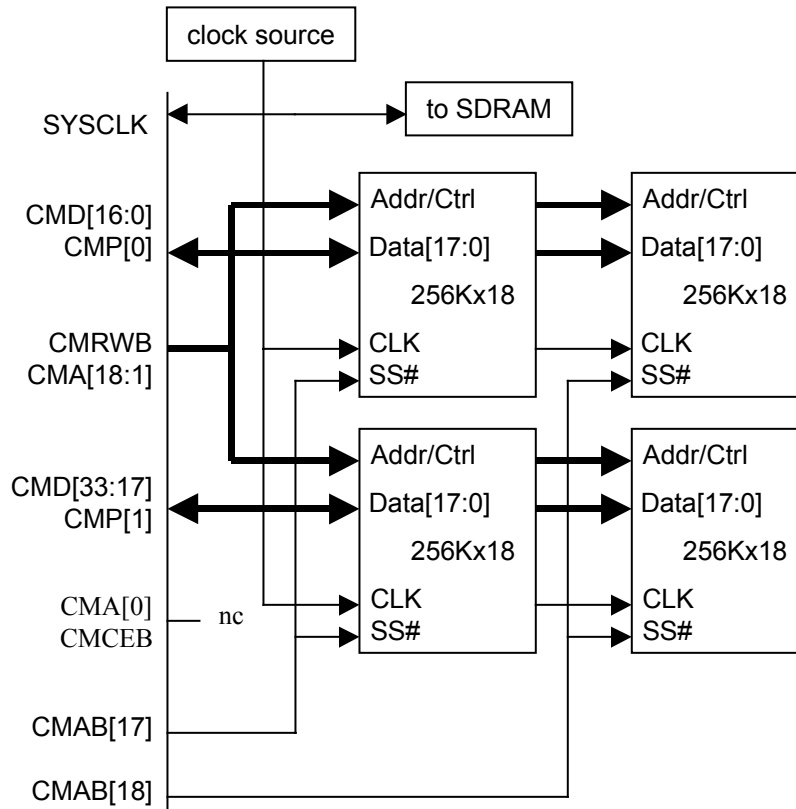 clock source
SYSCLK
to SDRAM
CMD[16:0]
CMP[0]
Addr/Ctrl
Data[17:0]
256Kx18
CLK
SS#
Addr/Ctrl
Data[17:0]
256Kx18
CLK
SS#
CMRWB
CMA[18:1]
CMD[33:17]
CMP[1]
Addr/Ctrl
Data[17:0]
256Kx18
CLK
SS#
Addr/Ctrl
Data[17:0]
256Kx18
CLK
SS#
CMA[0]
nc
CMCEB
CMAB[17]
CMAB[18]